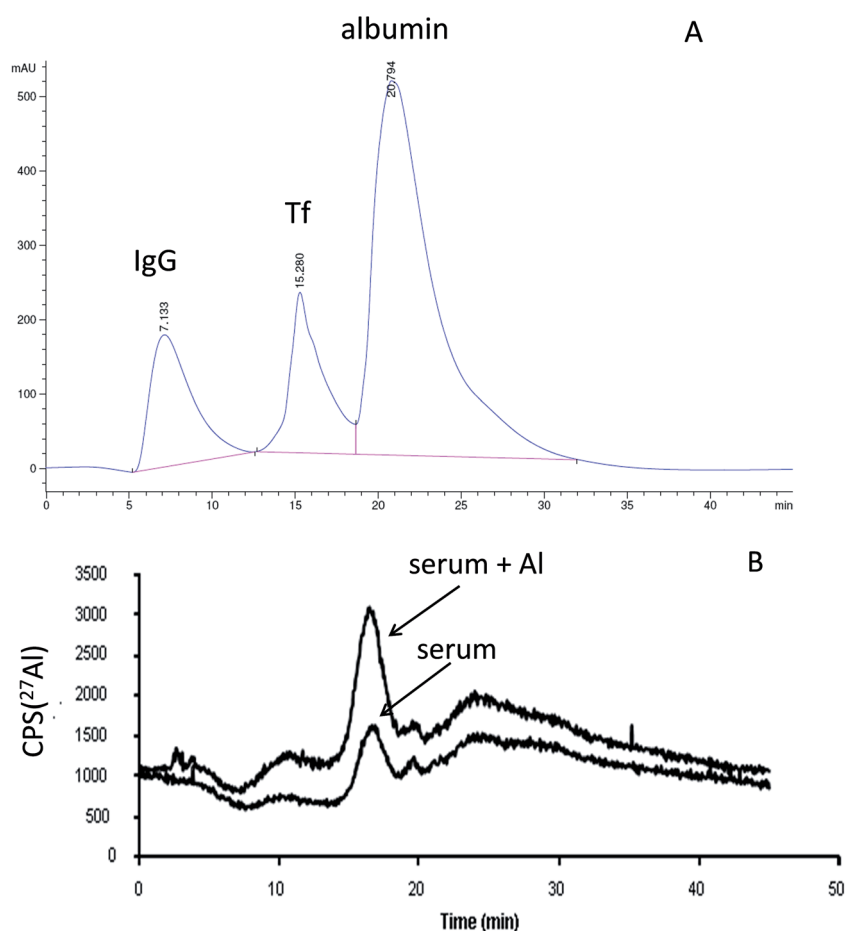 albumin
A
mAU
20.794
500
400
Tf
IgG
15.280
300
7.133
200
100
0
0 5 10 15 20 25 30 35 40 min
B
serum + Al
serum
3500
3000
2500
2000
1500
1000
500
0
CPS(²⁷Al)
0 10 20 30 40 50
Time (min)